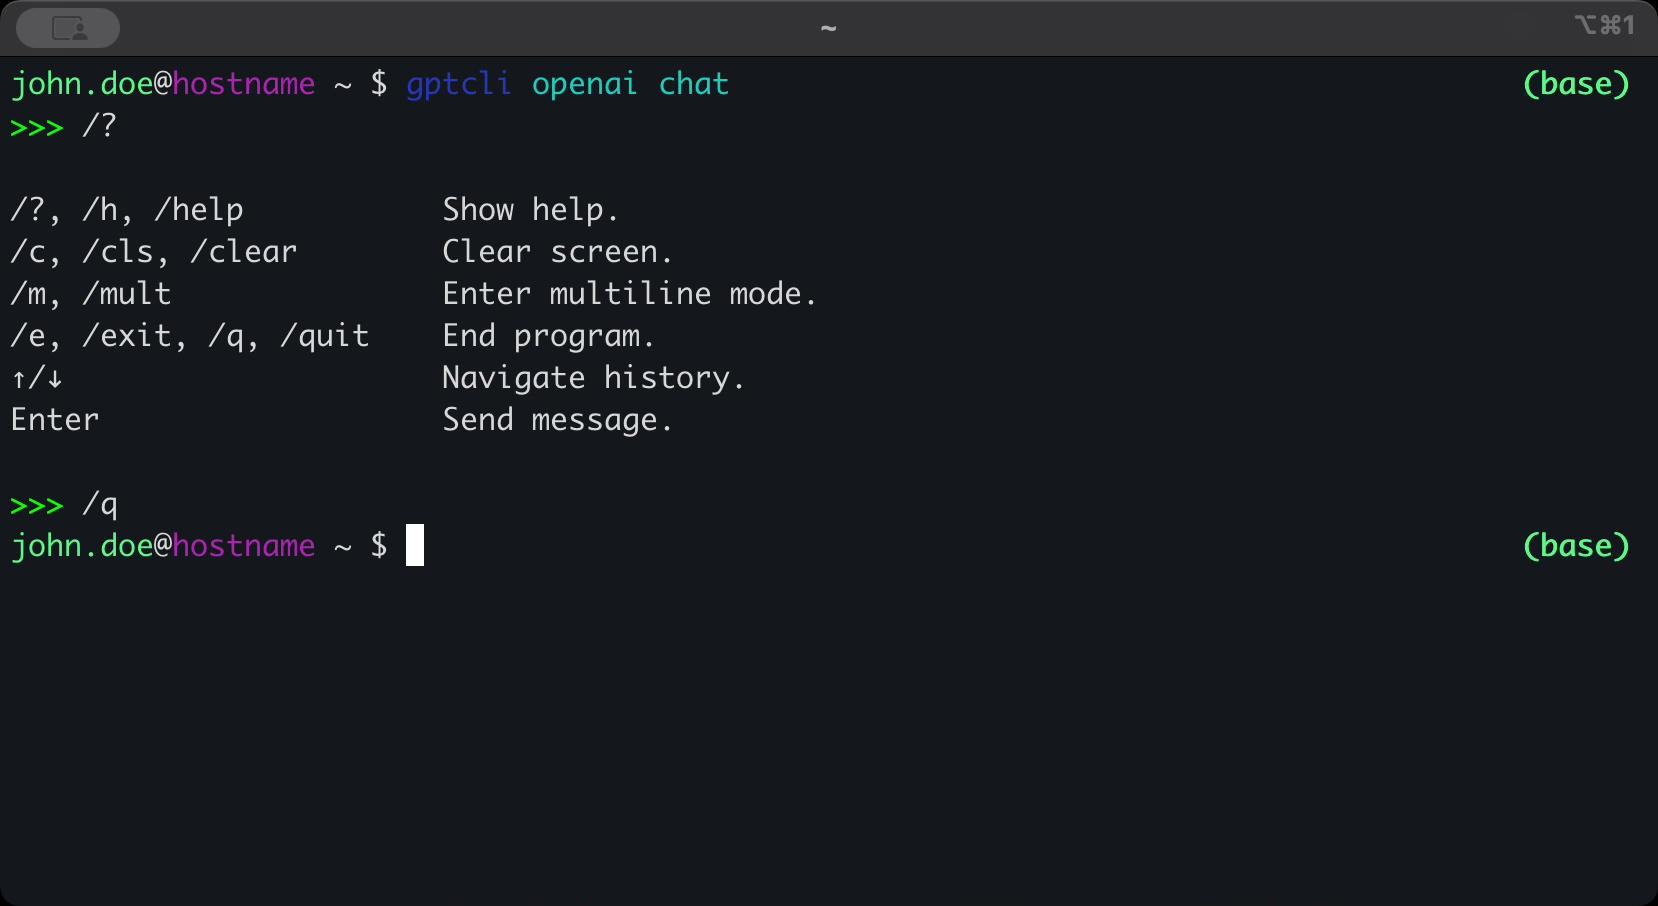 ~ ⌥⌘1
john.doe@hostname ~ $ gptcli openai chat (base)
>>> /?
/?, /h, /help Show help.
/c, /cls, /clear Clear screen.
/m, /mult Enter multiline mode.
/e, /exit, /q, /quit End program.
↑/↓ Navigate history.
Enter Send message.
>>> /q
john.doe@hostname ~ $ (base)